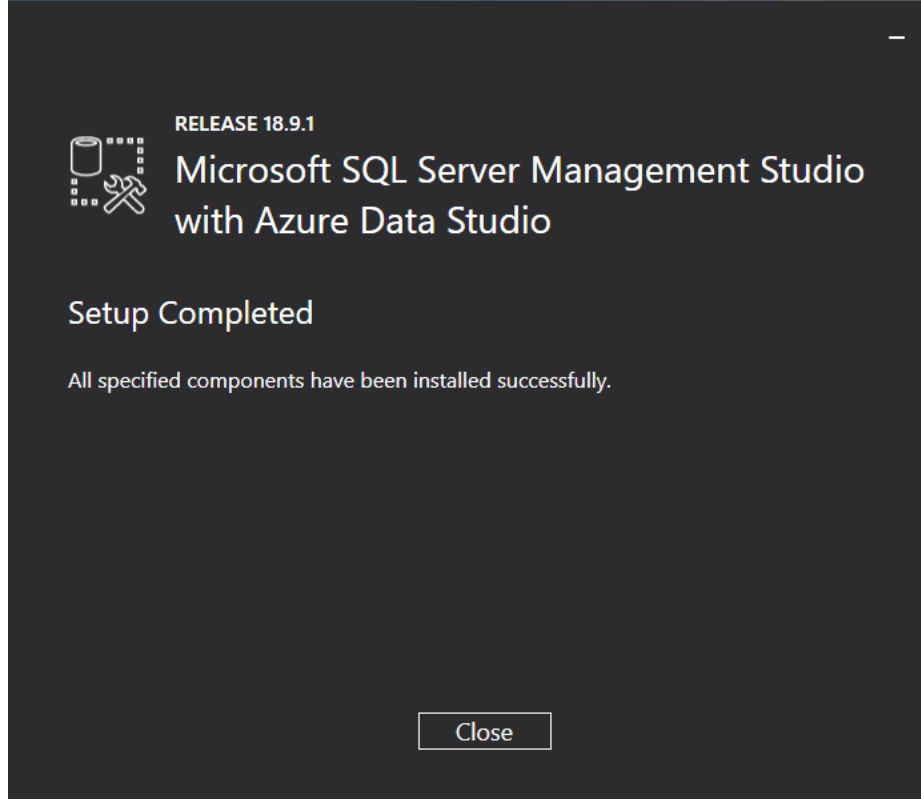 RELEASE 18.9.1
Microsoft SQL Server Management Studio
with Azure Data Studio
Setup Completed
All specified components have been installed successfully.
Close